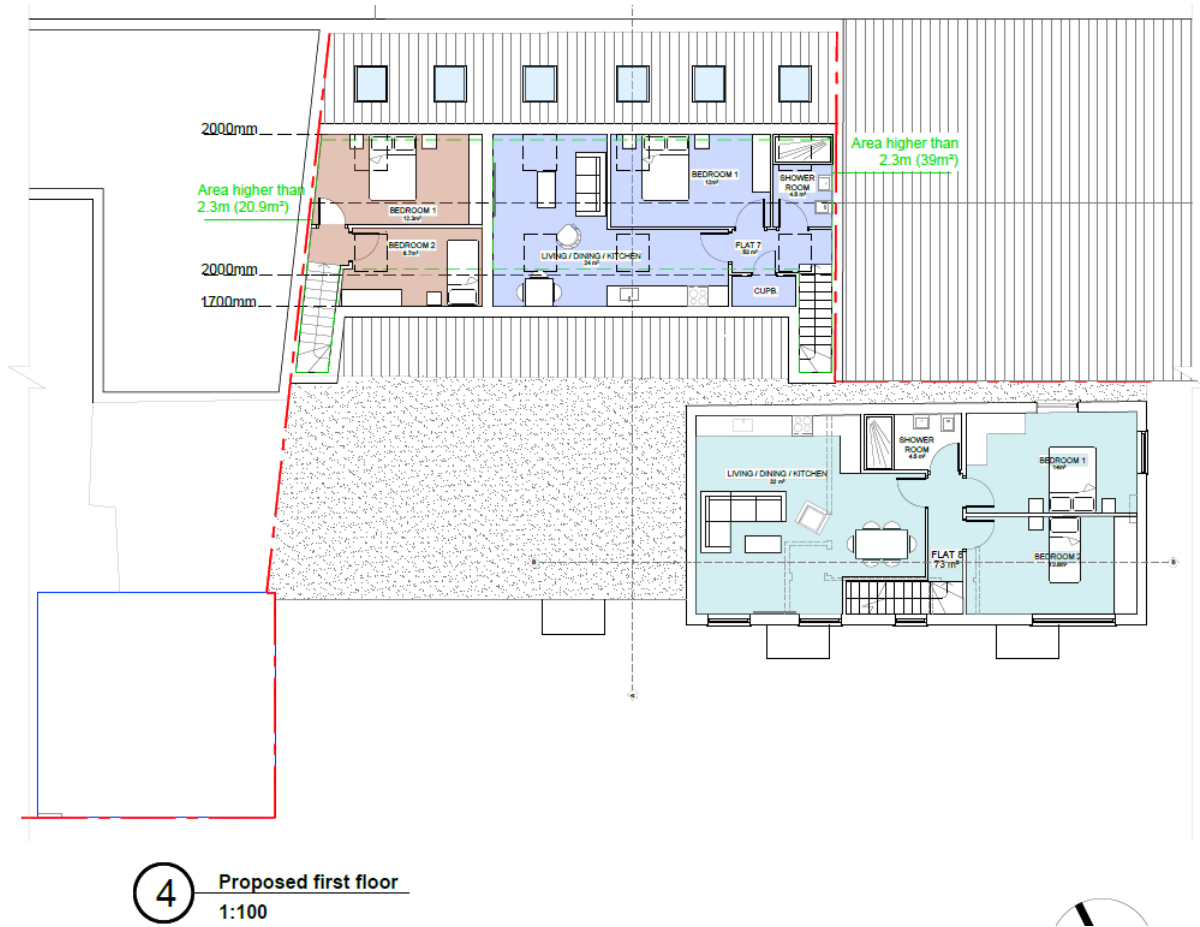 2000mm
Area higher than
2.3m (39m²)
BEDROOM 1
12m²
SHOWER
ROOM
4.5 m²
Area higher than
2.3m (20.9m²)
BEDROOM 1
12.3m²
BEDROOM 2
8.7m²
LIVING / DINING / KITCHEN
24 m²
FLAT 7
2000mm
CUPB.
1700mm
SHOWER
ROOM
4.5 m²
LIVING / DINING / KITCHEN
32 m²
BEDROOM 1
14m²
FLAT 8
73 m²
BEDROOM 2
4
Proposed first floor
1:100